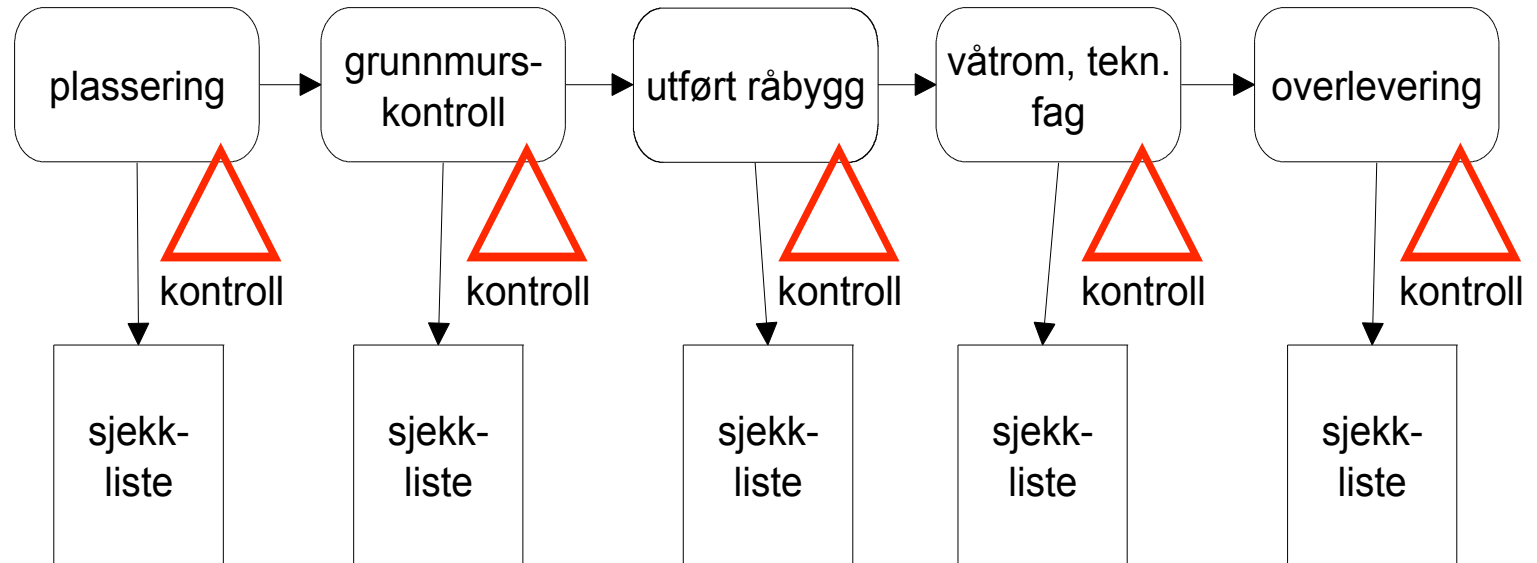 plassering
grunnmurs-
kontroll
utført råbygg
våtrom, tekn.
fag
overlevering
kontroll
kontroll
kontroll
kontroll
kontroll
sjekk-
liste
sjekk-
liste
sjekk-
liste
sjekk-
liste
sjekk-
liste